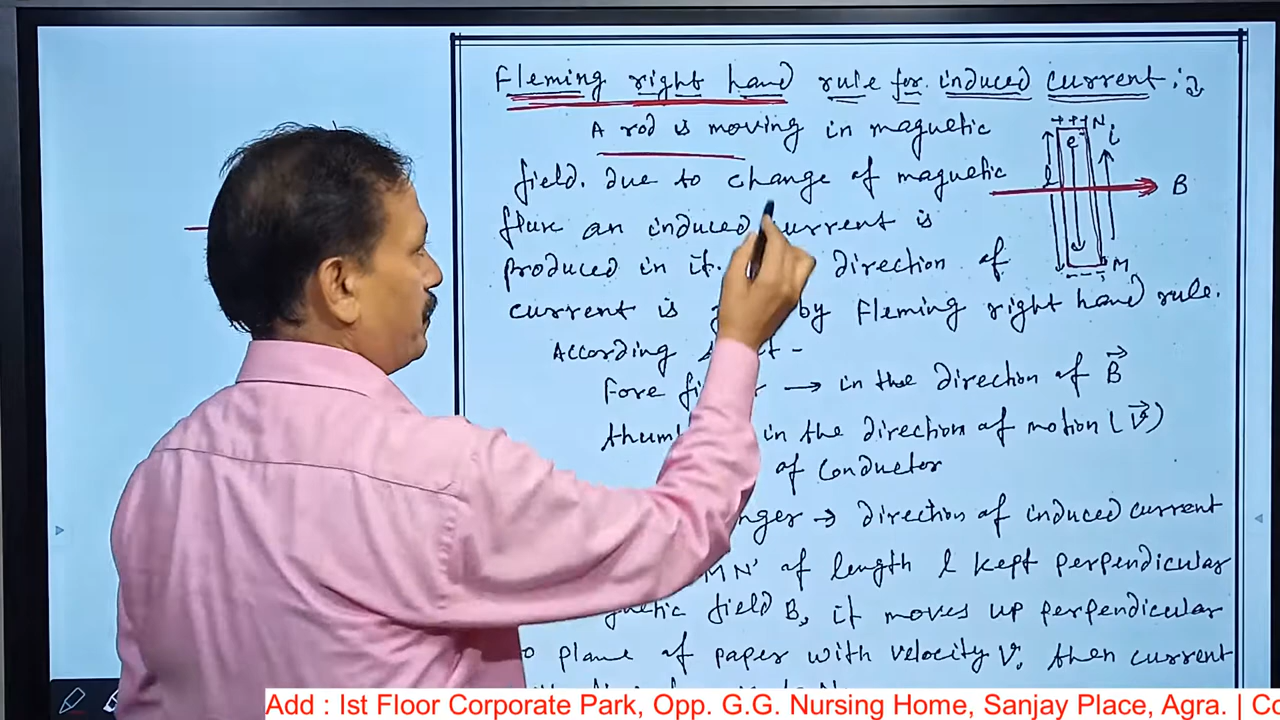 Fleming right hand rule for induced current :-
A rod is moving in magnetic
field. Due to change of magnetic
flux an induced current is
produced in it. direction of
current is by Fleming right hand rule.
According
Fore → in the direction of B
thumb in the direction of motion (V)
of conductor
→ direction of induced current
MN' of length l kept perpendicular
field B, it moves up perpendicular
plane of paper with velocity V, then current
+ + + N
e i
l
B
M
- - -
Add : Ist Floor Corporate Park, Opp. G.G. Nursing Home, Sanjay Place, Agra. | Co